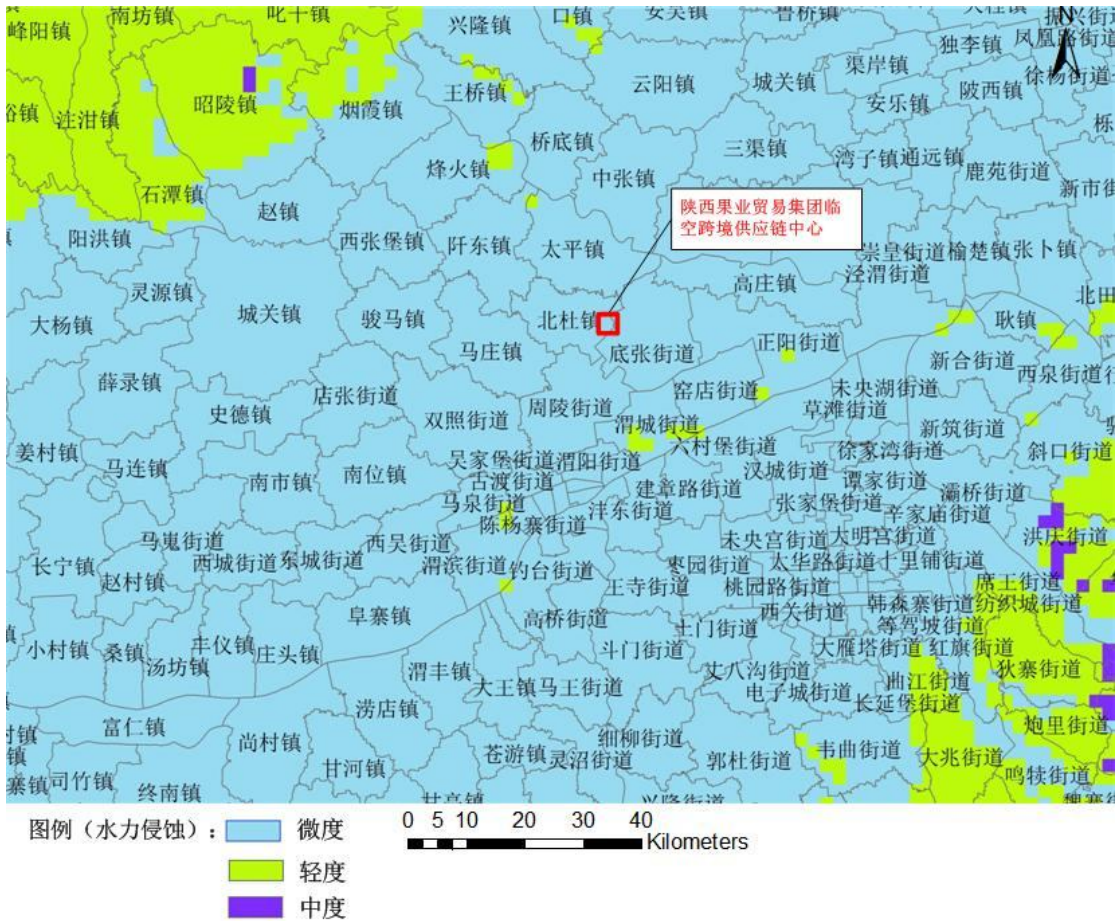 南坊镇
叱干镇
兴隆镇
口镇
安吴镇
鲁桥镇
峰阳镇
N
独李镇
凤凰路街道
王桥镇
云阳镇
城关镇
渠岸镇
徐杨街道
昭陵镇
烟霞镇
安乐镇
陂西镇
注泔镇
桥底镇
三渠镇
湾子镇
通远镇
鹿苑街道
烽火镇
中张镇
新市街道
石潭镇
赵镇
陕西果业贸易集团临
空跨境供应链中心
阳洪镇
西张堡镇
阡东镇
太平镇
崇皇街道
榆楚镇
张卜镇
泾渭街道
高庄镇
灵源镇
大杨镇
城关镇
骏马镇
北杜镇
耿镇
马庄镇
底张街道
正阳街道
新合街道
西泉街道
薛录镇
店张街道
窑店街道
未央湖街道
史德镇
双照街道
周陵街道
草滩街道
渭城街道
新筑街道
姜村镇
马连镇
南市镇
南位镇
吴家堡街道
渭阳街道
六村堡街道
徐家湾街道
斜口街道
古渡街道
汉城街道
谭家街道
马泉街道
建章路街道
灞桥街道
陈杨寨街道
沣东街道
张家堡街道
辛家庙街道
马嵬街道
西吴街道
未央宫街道
大明宫街道
洪庆街道
长宁镇
西城街道
东城街道
渭滨街道
钓台街道
枣园街道
太华路街道
十里铺街道
赵村镇
王寺街道
桃园路街道
席王街道
阜寨镇
西关街道
韩森寨街道
纺织城街道
高桥街道
土门街道
等驾坡街道
小村镇
桑镇
丰仪镇
庄头镇
斗门街道
大雁塔街道
红旗街道
汤坊镇
渭丰镇
丈八沟街道
曲江街道
狄寨街道
大王镇
马王街道
电子城街道
长延堡街道
涝店镇
富仁镇
炮里街道
尚村镇
苍游镇
细柳街道
韦曲街道
甘河镇
灵沼街道
郭杜街道
大兆街道
司竹镇
终南镇
鸣犊街道
图例（水力侵蚀）：
微度
0 5 10 20 30 40
Kilometers
轻度
中度